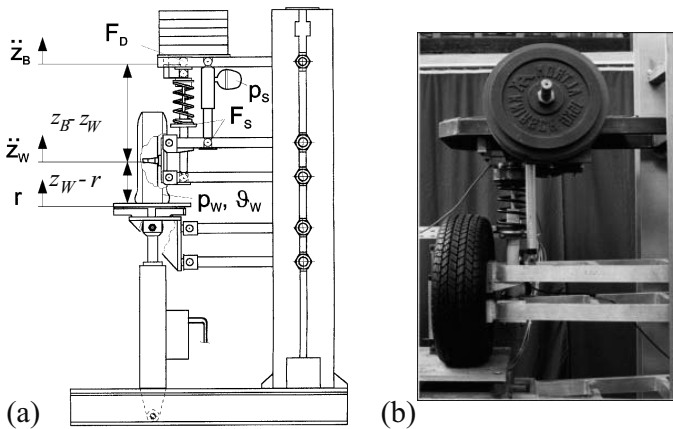 F_D
z̈_B
p_S
z_B - z_W
F_S
z̈_W
z_W - r
r
p_W, ϑ_W
(a)
(b)